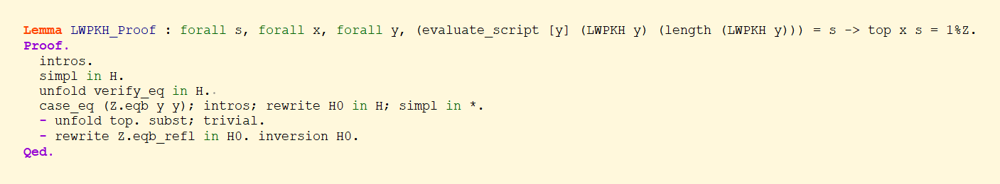 Lemma LWPKH_Proof : forall s, forall x, forall y, (evaluate_script [y] (LWPKH y) (length (LWPKH y))) = s -> top x s = 1%Z.
Proof.
  intros.
  simpl in H.
  unfold verify_eq in H.
  case_eq (Z.eqb y y); intros; rewrite H0 in H; simpl in *.
  - unfold top. subst; trivial.
  - rewrite Z.eqb_refl in H0. inversion H0.
Qed.